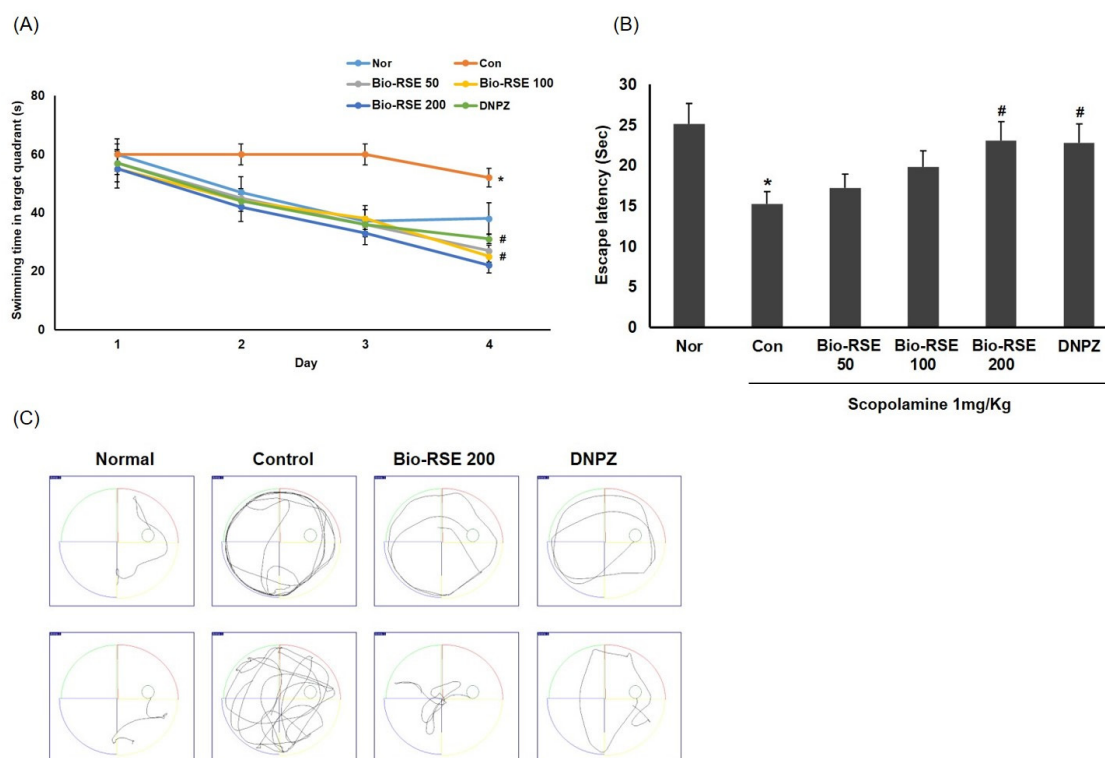 (A)
Nor
Con
Bio-RSE 50
Bio-RSE 100
Bio-RSE 200
DNPZ
Swimming time in target quadrant (s)
80
60
40
20
0
*
#
#
1 2 3 4
Day
(B)
Escape latency (Sec)
30
25
20
15
10
5
0
*
#
#
Nor Con Bio-RSE 50 Bio-RSE 100 Bio-RSE 200 DNPZ
Scopolamine 1mg/Kg
(C)
Normal Control Bio-RSE 200 DNPZ